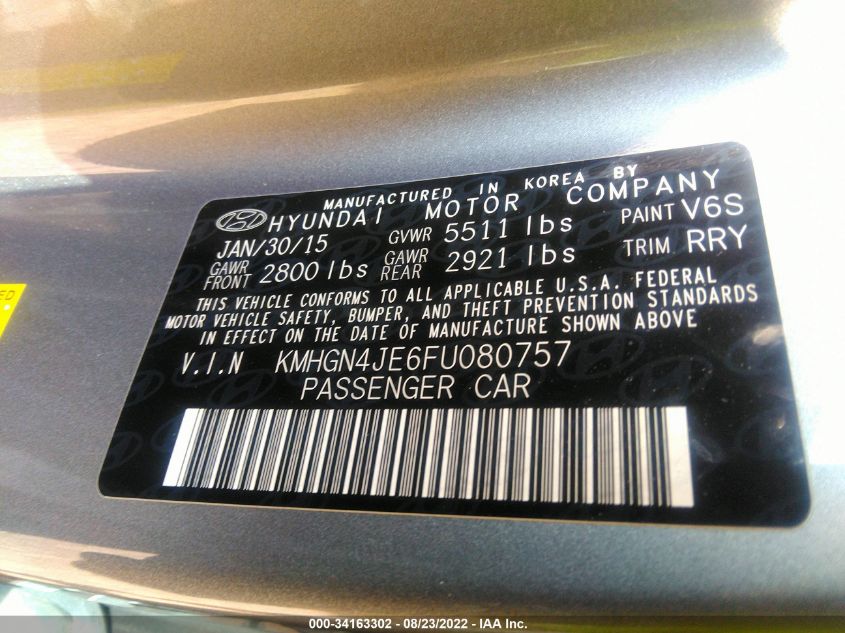 MANUFACTURED IN KOREA BY
HYUNDAI MOTOR COMPANY
JAN/30/15 GVWR 5511 lbs PAINT V6S
GAWR FRONT 2800 lbs GAWR REAR 2921 lbs TRIM RRY
THIS VEHICLE CONFORMS TO ALL APPLICABLE U.S.A. FEDERAL
MOTOR VEHICLE SAFETY, BUMPER, AND THEFT PREVENTION STANDARDS
IN EFFECT ON THE DATE OF MANUFACTURE SHOWN ABOVE
V.I.N KMHGN4JE6FU080757
PASSENGER CAR
000-34163302 - 08/23/2022 - IAA Inc.